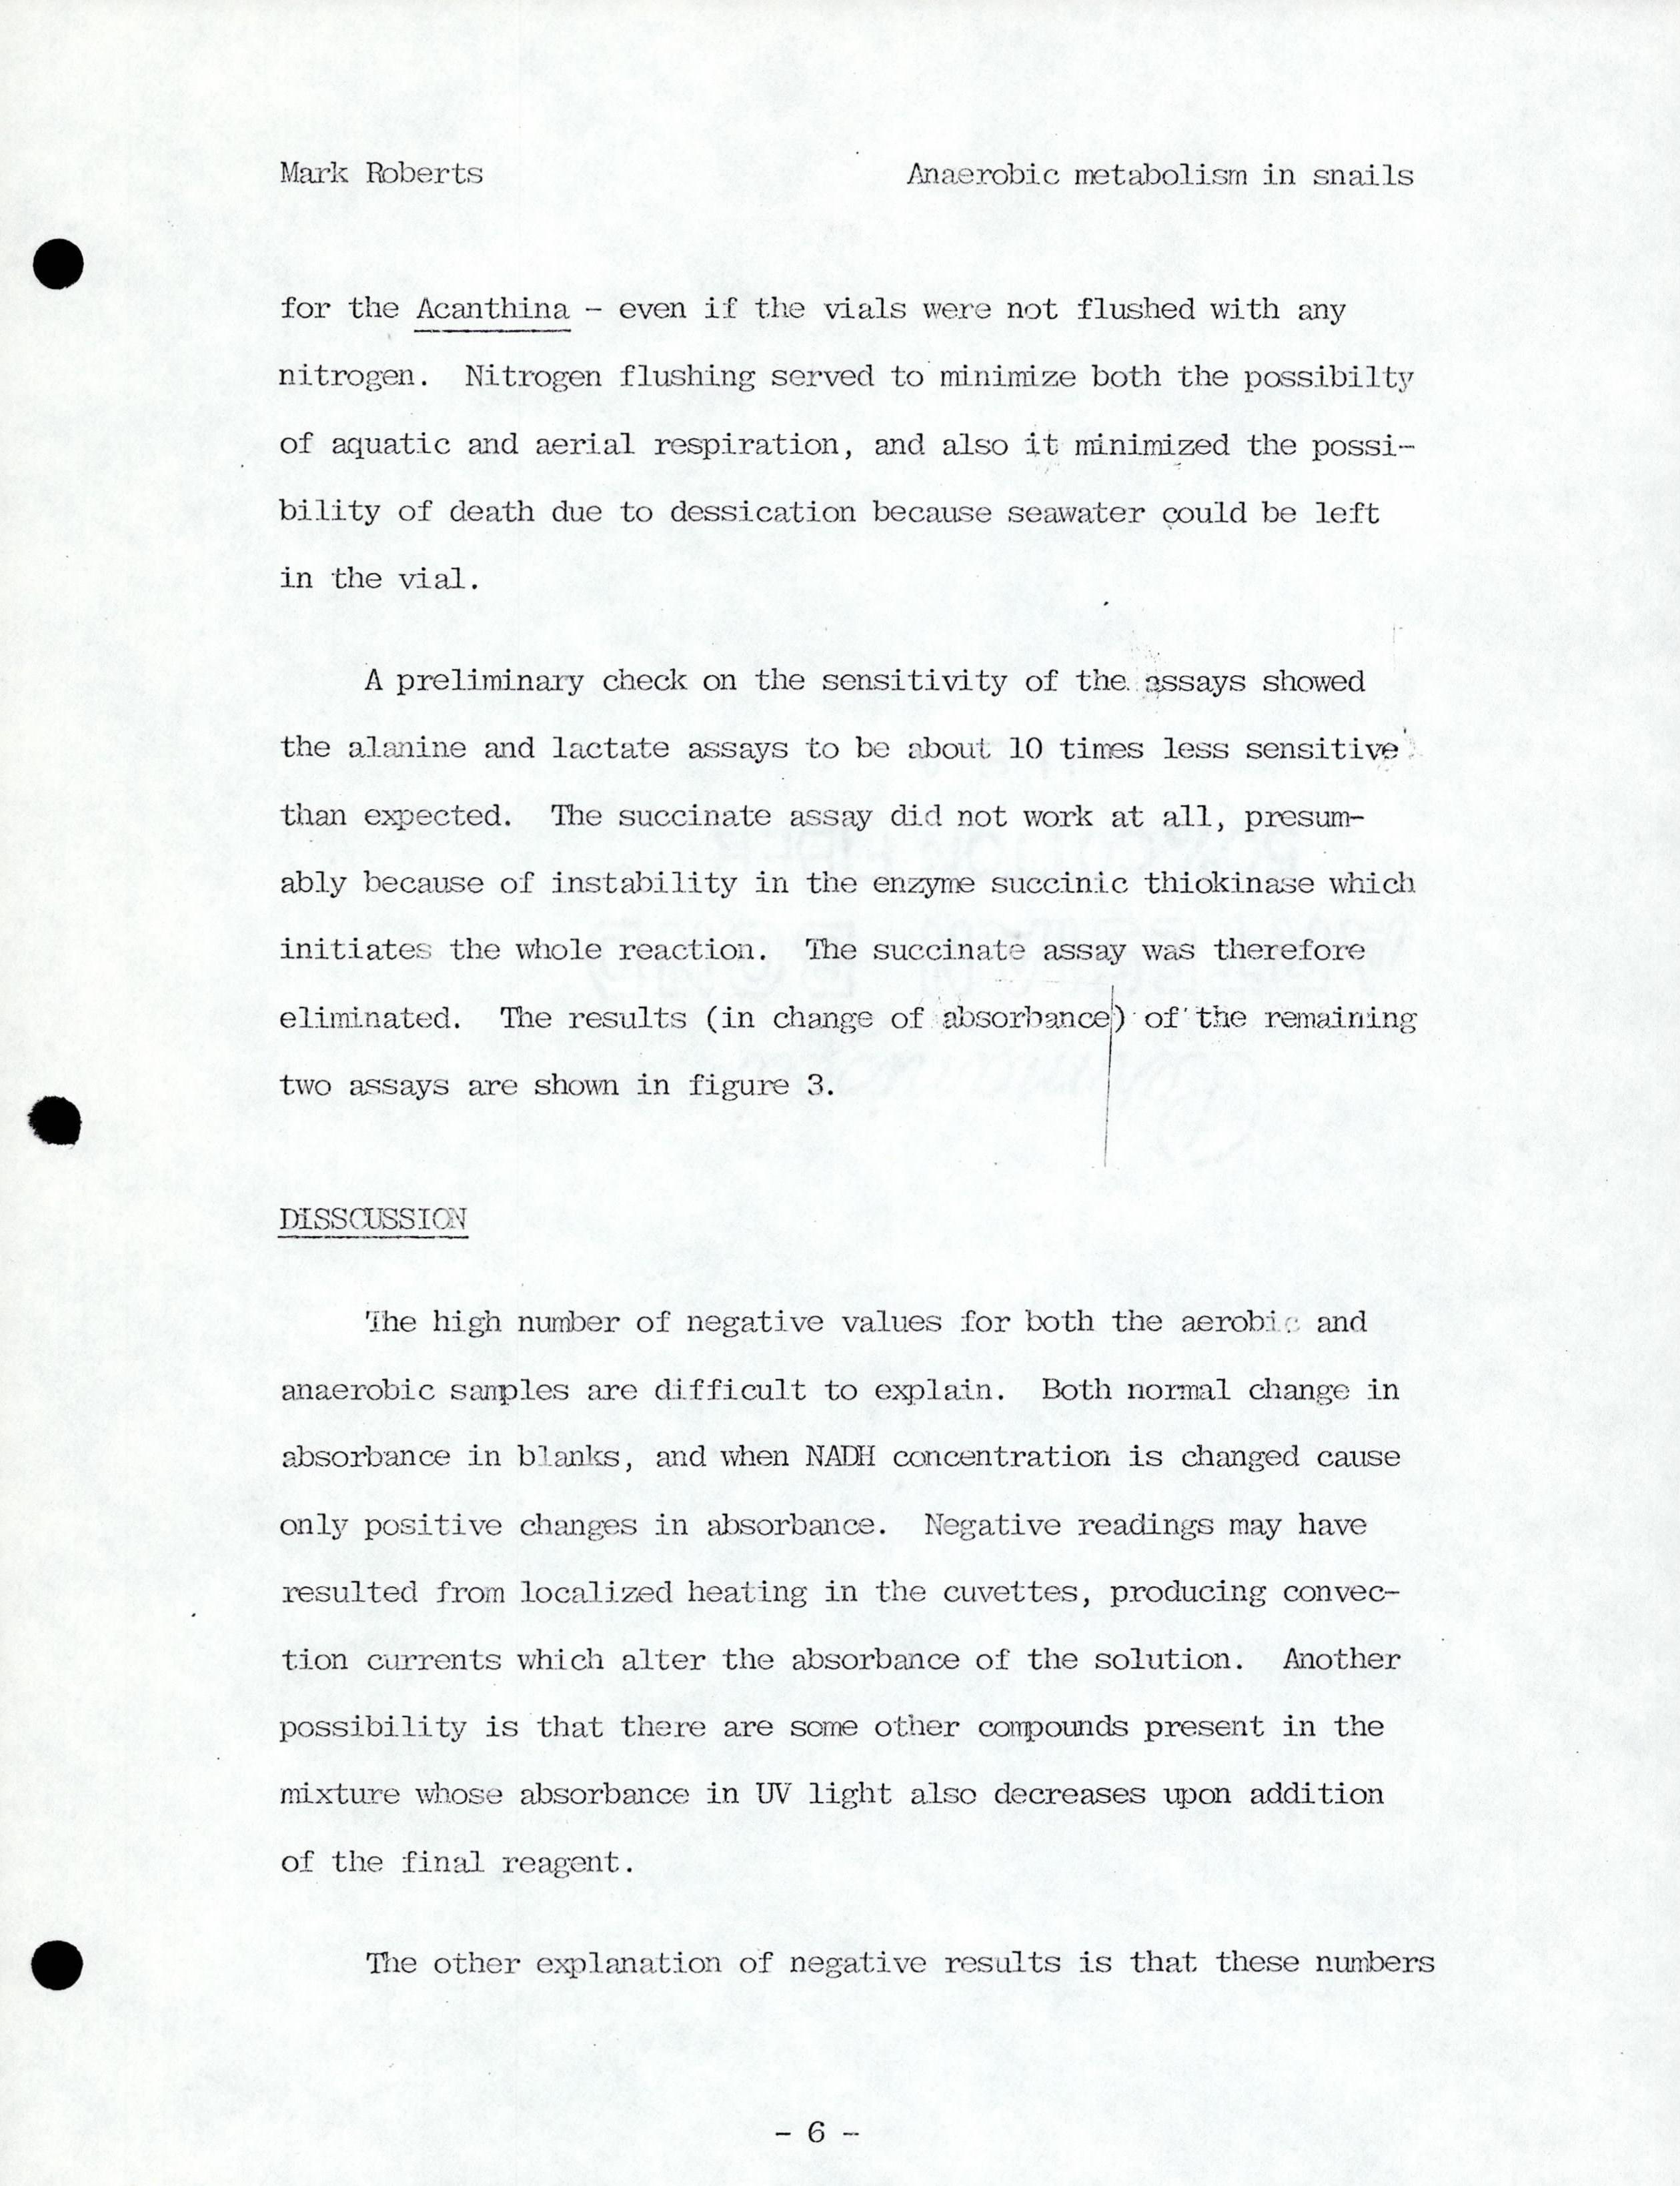 Mark Roberts
Anaerobic metabolism in snails
for the Acanthina - even if the vials were not flushed with any
nitrogen. Nitrogen flushing served to minimize both the possibilty
of aquatic and aerial respiration, and also it minimized the possi-
bility of death due to dessication because seawater could be left
in the vial.
A preliminary check on the sensitivity of the assays showed
the alanine and lactate assays to be about 10 times less sensitive
than expected. The succinate assay did not work at all, presum-
ably because of instability in the enzyme succinic thiokinase which
initiates the whole reaction. The succinate assay was therefore
eliminated. The results (in change of absorbance) of the remaining
two assays are shown in figure 3.
DISSCUSSION
The high number of negative values for both the aerobic and
anaerobic samples are difficult to explain. Both normal change in
absorbance in blanks, and when NADH concentration is changed cause
only positive changes in absorbance. Negative readings may have
resulted from localized heating in the cuvettes, producing convec-
tion currents which alter the absorbance of the solution. Another
possibility is that there are some other compounds present in the
mixture whose absorbance in UV light also decreases upon addition
of the final reagent.
The other explanation of negative results is that these numbers
- 6 -